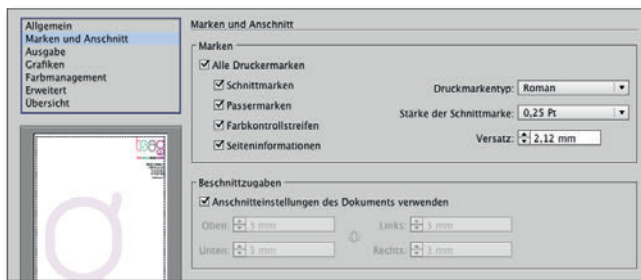 Allgemein
Marken und Anschnitt
Ausgabe
Grafiken
Farbmanagement
Erweitert
Übersicht
Marken und Anschnitt
Marken
Alle Druckermarken
Schnittmarken
Passermarken
Farbkontrollstreifen
Seiteninformationen
Druckmarkentyp: Roman
Stärke der Schnittmarke: 0,25 Pt
Versatz: 2,12 mm
Beschnittzugaben
Anschnitteinstellungen des Dokuments verwenden
Oben: 3 mm Links: 3 mm
Unten: 3 mm Rechts: 3 mm